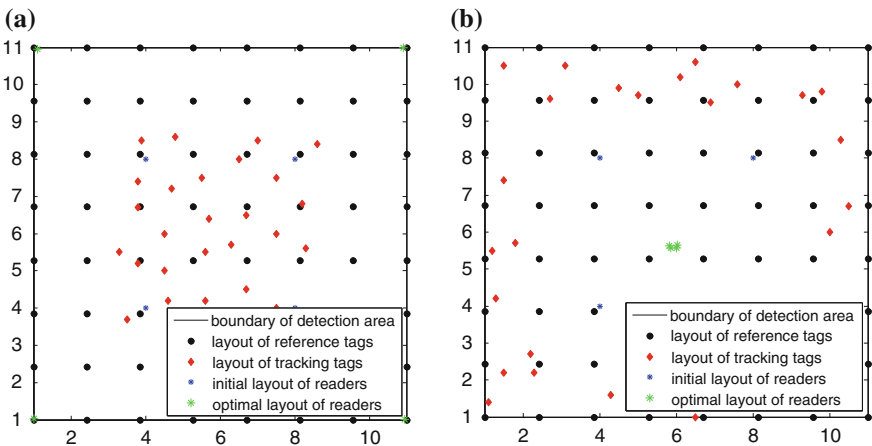 (a)
11
10
9
8
7
6
5
4
3
2
1
2
4
6
8
10
boundary of detection area
layout of reference tags
layout of tracking tags
initial layout of readers
optimal layout of readers
(b)
11
10
9
8
7
6
5
4
3
2
1
2
4
6
8
10
boundary of detection area
layout of reference tags
layout of tracking tags
initial layout of readers
optimal layout of readers